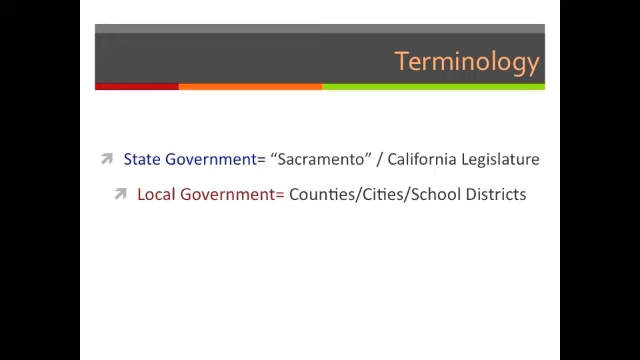 Terminology
State Government= “Sacramento” / California Legislature
Local Government= Counties/Cities/School Districts